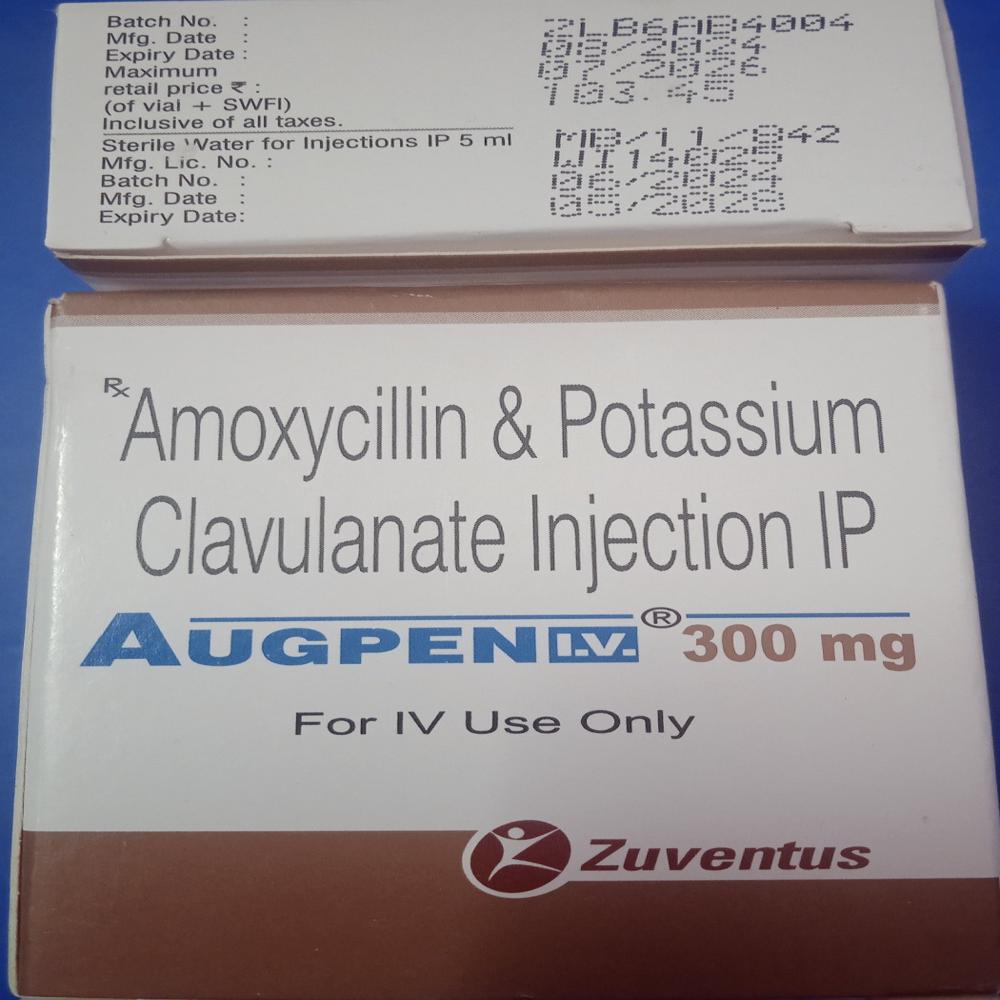 Batch No. : ZLB6AB4004
Mfg. Date : 08/2024
Expiry Date : 07/2026
Maximum
retail price ₹ : 103.45
(of vial + SWFI)
Inclusive of all taxes.
Sterile Water for Injections IP 5 ml
Mfg. Lic. No. : MB/11/842
Batch No. : WI14025
Mfg. Date : 06/2024
Expiry Date: 05/2028
Rx Amoxycillin & Potassium
Clavulanate Injection IP
AUGPEN I.V.® 300 mg
For IV Use Only
Zuventus